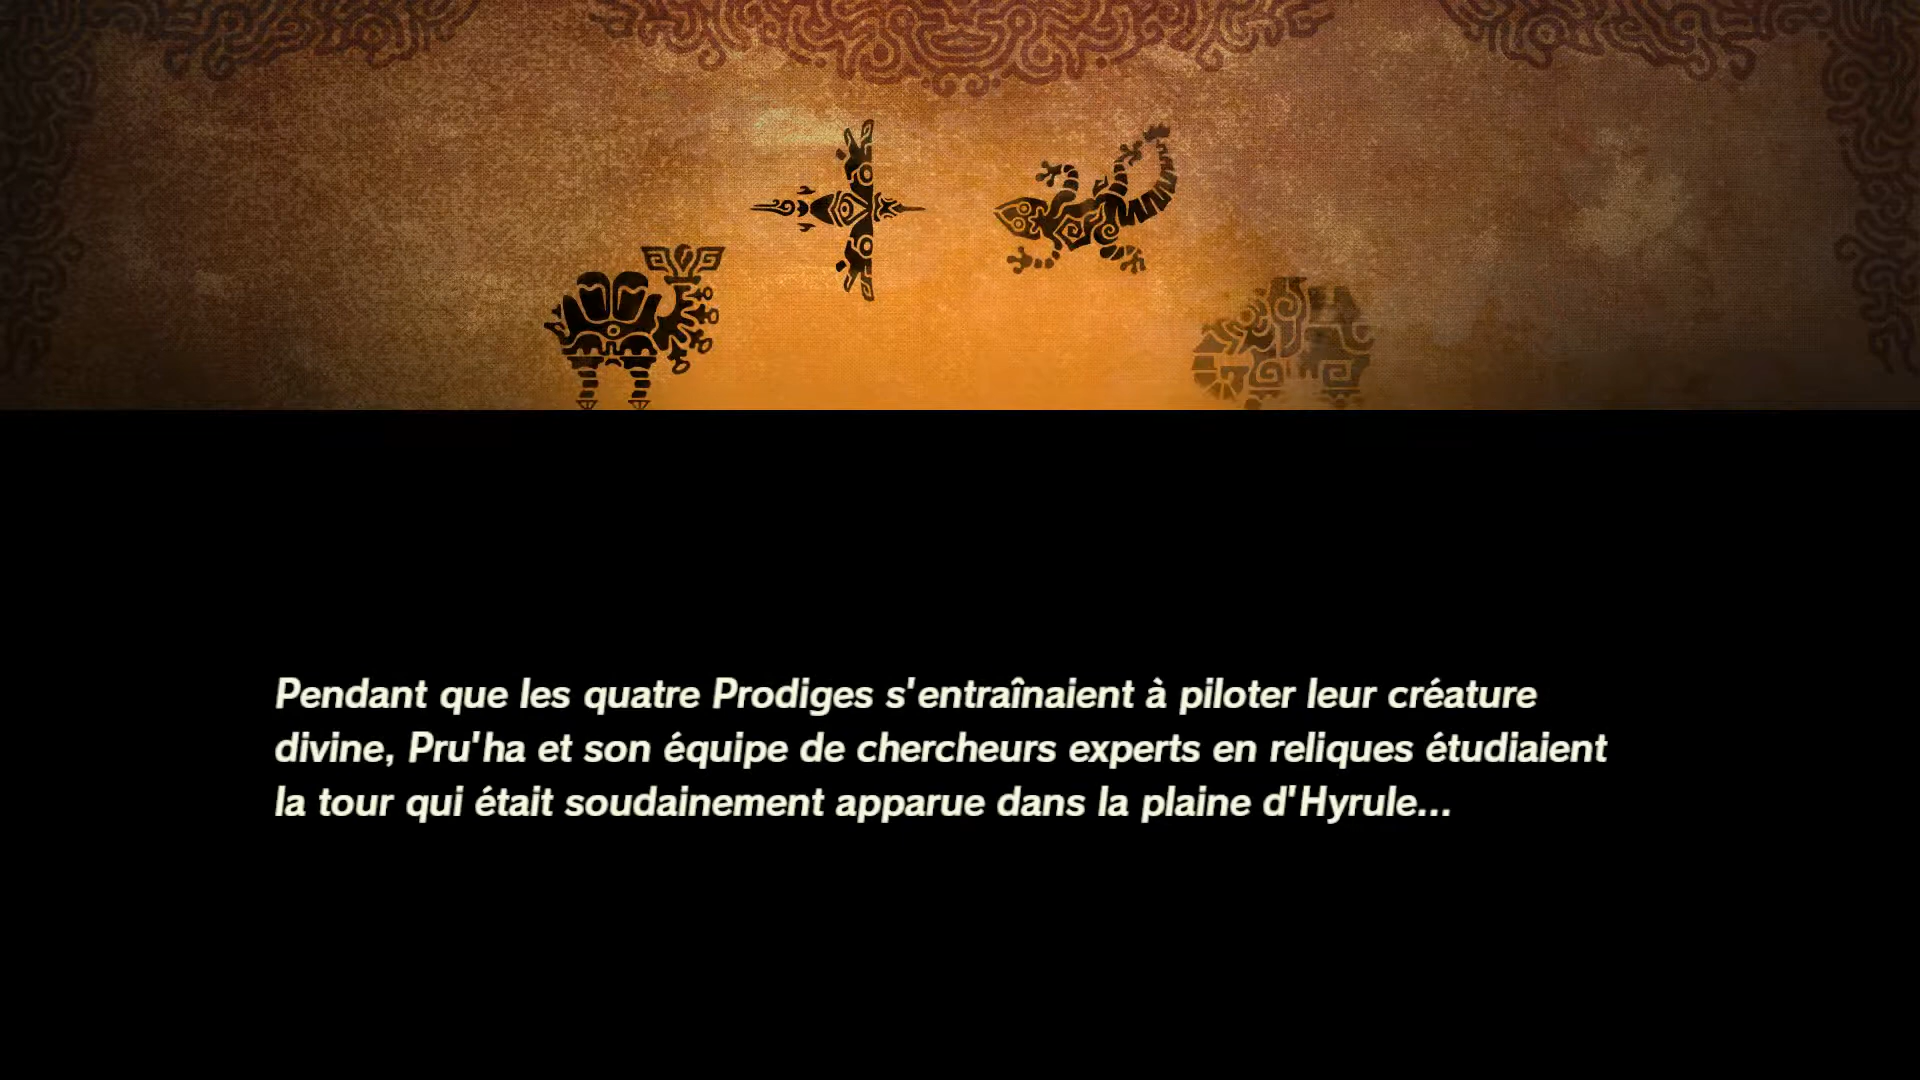 Pendant que les quatre Prodiges s'entraînaient à piloter leur créature
divine, Pru'ha et son équipe de chercheurs experts en reliques étudiaient
la tour qui était soudainement apparue dans la plaine d'Hyrule...